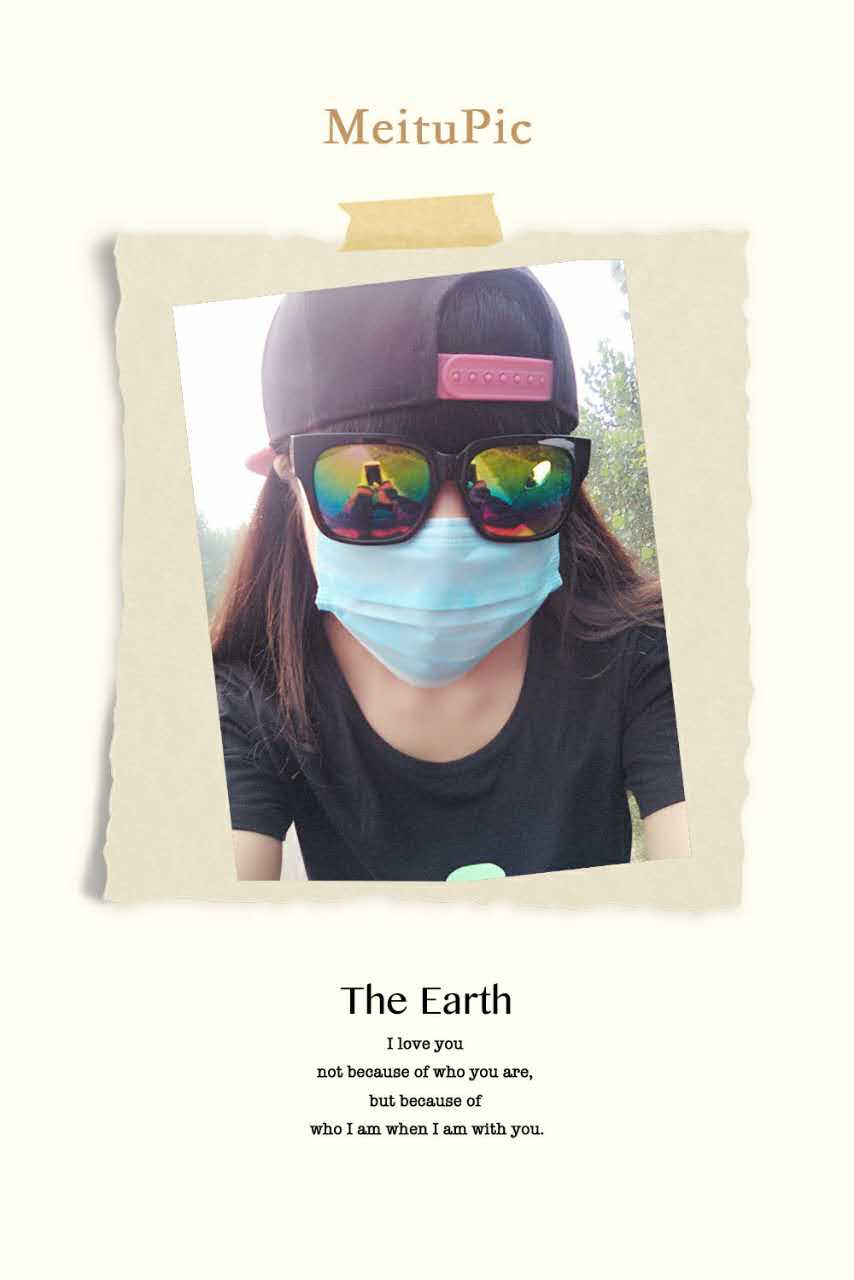 MeituPic
The Earth
I love you
not because of who you are,
but because of
who I am when I am with you.